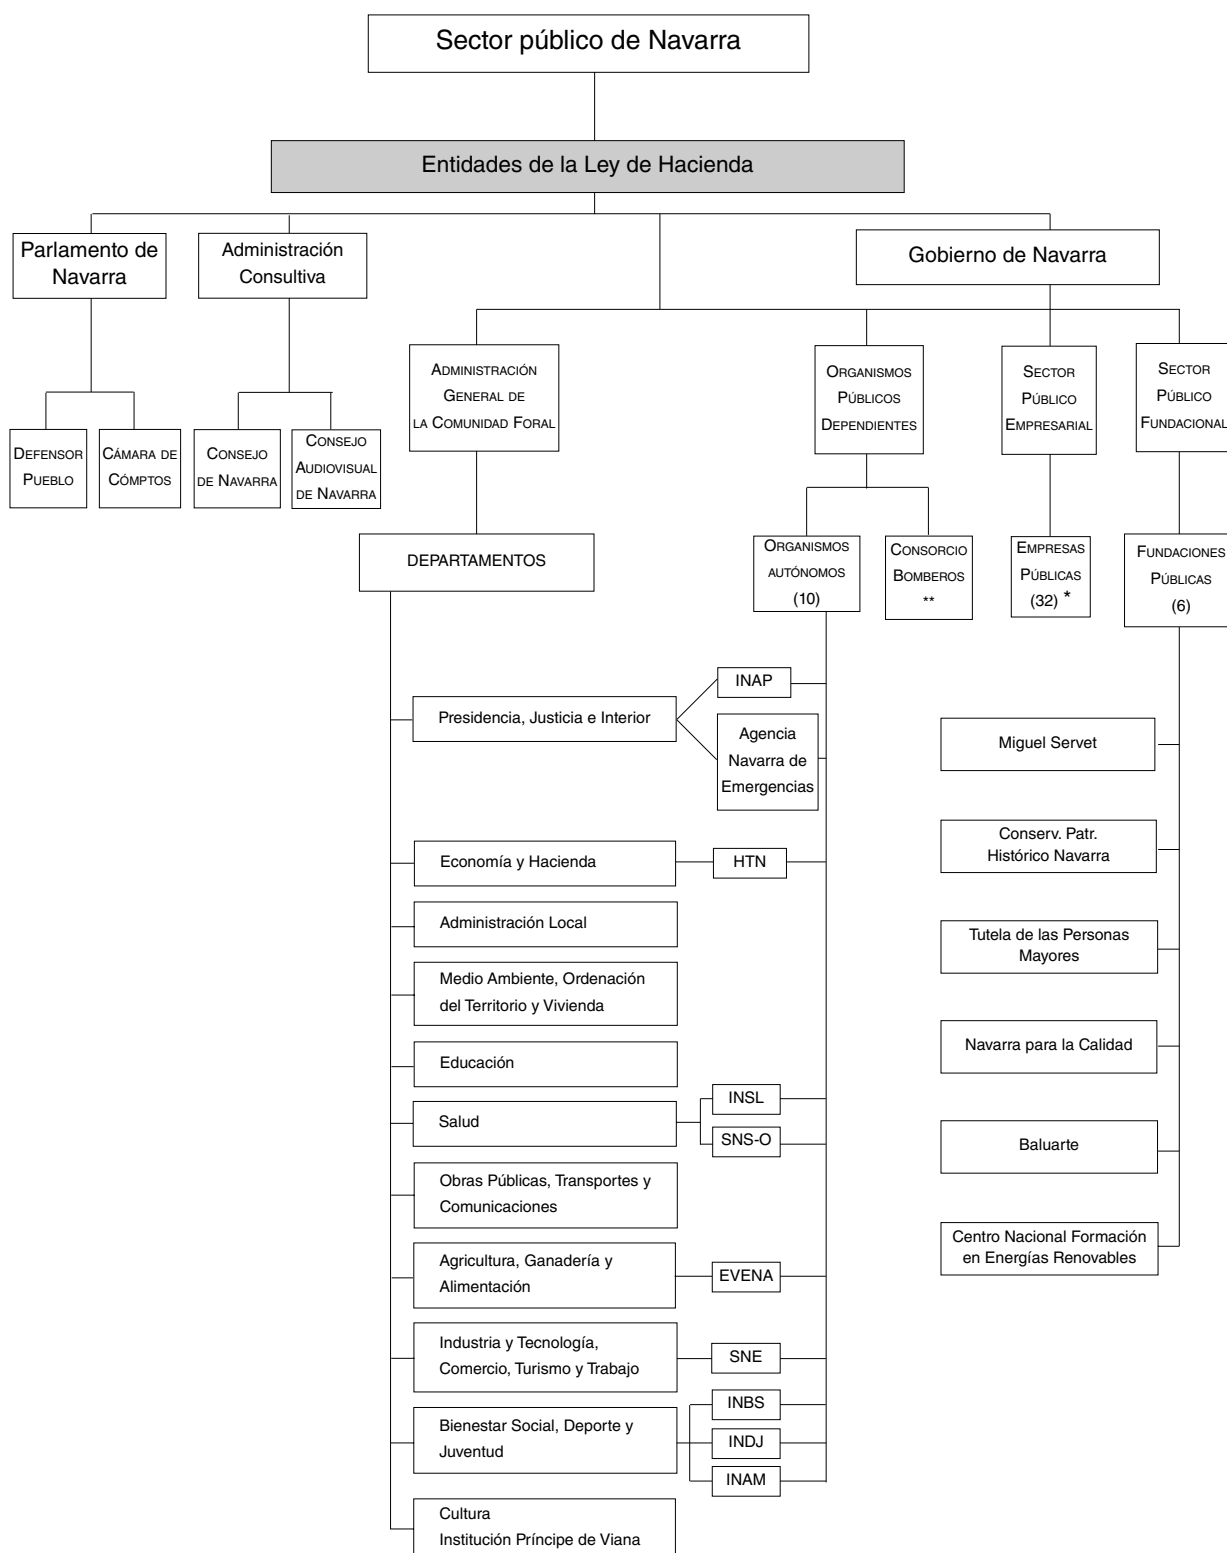 Sector público de Navarra
Entidades de la Ley de Hacienda
Parlamento de
Navarra
Administración
Consultiva
Gobierno de Navarra
DEFENSOR
PUEBLO
CÁMARA DE
CÓMPTOS
CONSEJO
DE NAVARRA
CONSEJO
AUDIOVISUAL
DE NAVARRA
ADMINISTRACIÓN
GENERAL DE
LA COMUNIDAD FORAL
ORGANISMOS
PÚBLICOS
DEPENDIENTES
SECTOR
PÚBLICO
EMPRESARIAL
SECTOR
PÚBLICO
FUNDACIONAL
DEPARTAMENTOS
ORGANISMOS
AUTÓNOMOS
(10)
CONSORCIO
BOMBEROS
**
EMPRESAS
PÚBLICAS
(32) *
FUNDACIONES
PÚBLICAS
(6)
Presidencia, Justicia e Interior
INAP
Agencia
Navarra de
Emergencias
Economía y Hacienda
HTN
Administración Local
Medio Ambiente, Ordenación
del Territorio y Vivienda
Educación
Salud
INSL
SNS-O
Obras Públicas, Transportes y
Comunicaciones
Agricultura, Ganadería y
Alimentación
EVENA
Industria y Tecnología,
Comercio, Turismo y Trabajo
SNE
Bienestar Social, Deporte y
Juventud
INBS
INDJ
INAM
Cultura
Institución Príncipe de Viana
Miguel Servet
Conserv. Patr.
Histórico Navarra
Tutela de las Personas
Mayores
Navarra para la Calidad
Baluarte
Centro Nacional Formación
en Energías Renovables